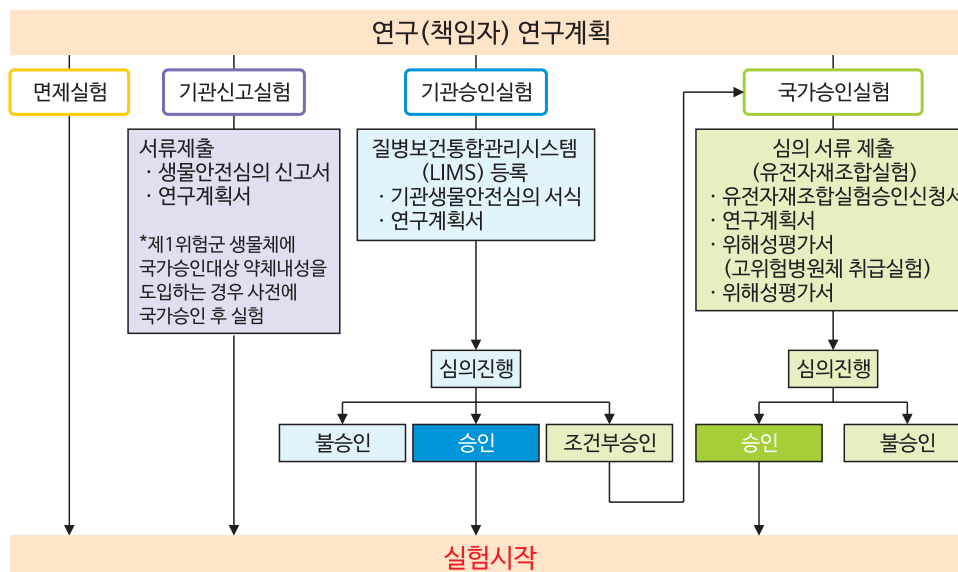 연구(책임자) 연구계획
면제실험
기관신고실험
기관승인실험
국가승인실험
서류제출
· 생물안전심의 신고서
· 연구계획서
*제1위험군 생물체에
국가승인대상 약체내성을
도입하는 경우 사전에
국가승인 후 실험
질병보건통합관리시스템
(LIMS) 등록
· 기관생물안전심의 서식
· 연구계획서
심의 서류 제출
(유전자재조합실험)
· 유전자재조합실험승인신청서
· 연구계획서
· 위해성평가서
(고위험병원체 취급실험)
· 위해성평가서
심의진행
심의진행
불승인
승인
조건부승인
승인
불승인
실험시작